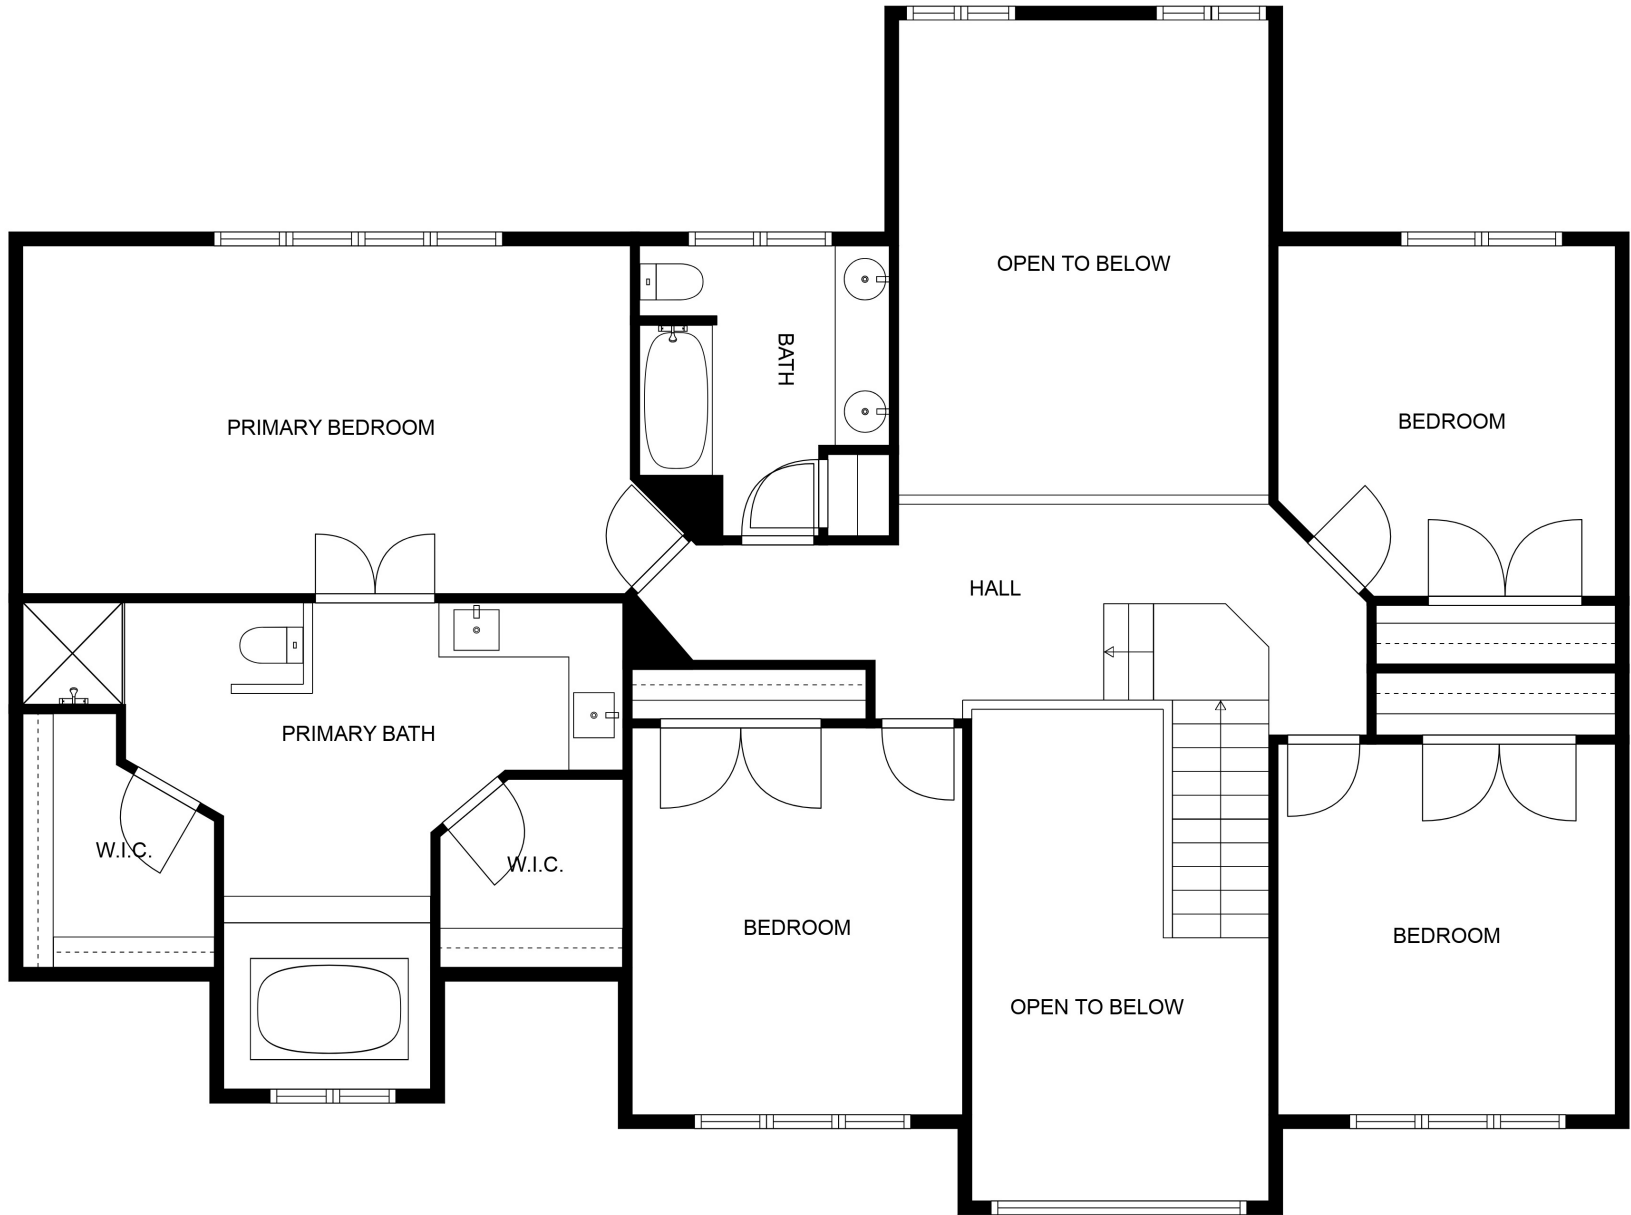 OPEN TO BELOW
BATH
PRIMARY BEDROOM
BEDROOM
HALL
PRIMARY BATH
W.I.C.
W.I.C.
BEDROOM
BEDROOM
OPEN TO BELOW